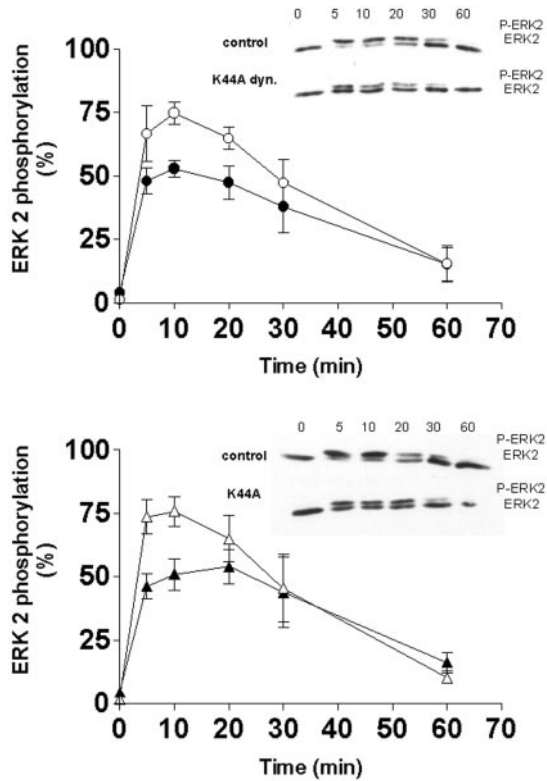 0 5 10 20 30 60
100
control
P-ERK2
ERK2
75
K44A dyn.
P-ERK2
ERK2
50
25
0
ERK 2 phosphorylation
(%)
0 10 20 30 40 50 60 70
Time (min)
0 5 10 20 30 60
100
control
P-ERK2
ERK2
75
K44A
P-ERK2
ERK2
50
25
0
ERK 2 phosphorylation
(%)
0 10 20 30 40 50 60 70
Time (min)